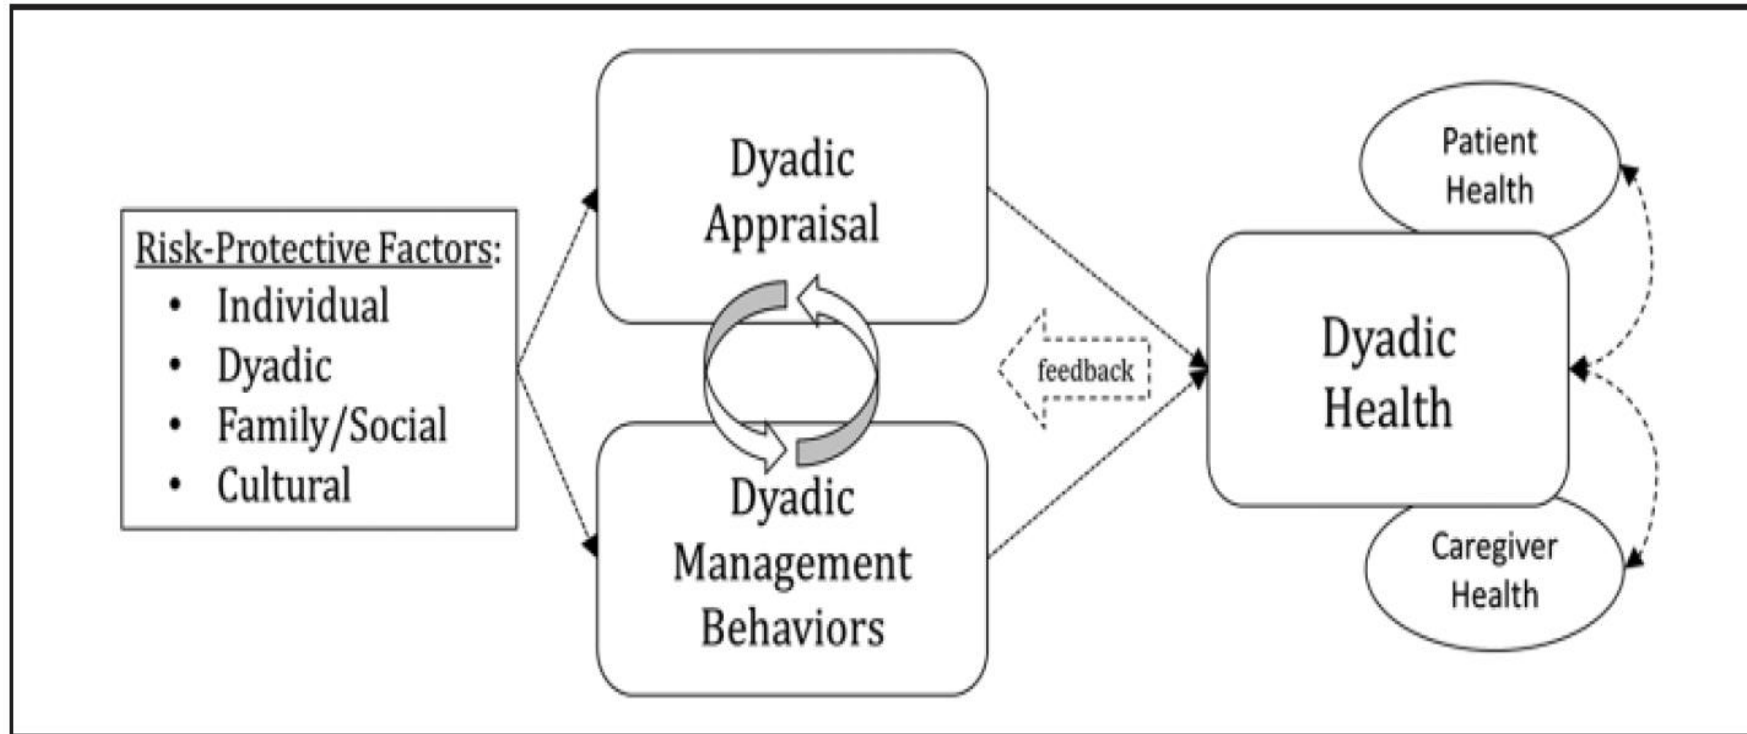 Risk-Protective Factors:
• Individual
• Dyadic
• Family/Social
• Cultural
Dyadic
Appraisal
Dyadic
Management
Behaviors
feedback
Dyadic
Health
Patient
Health
Caregiver
Health